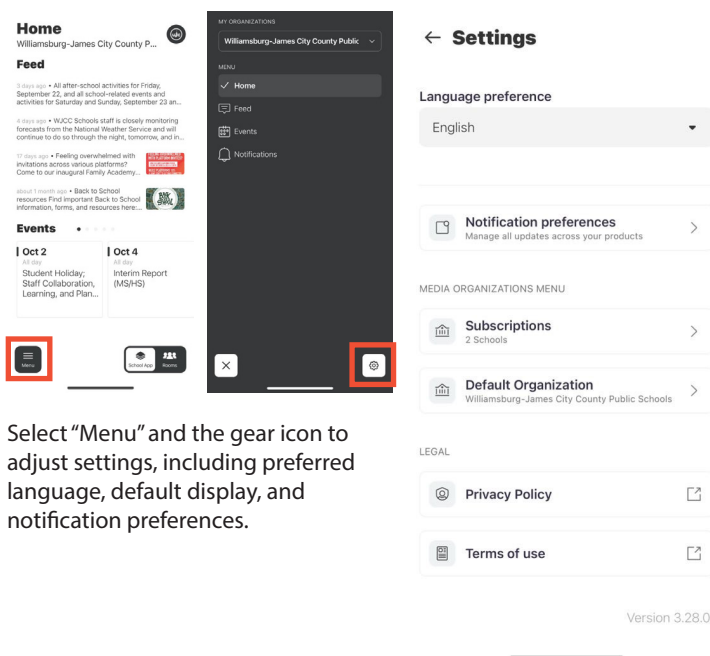 Home
Williamsburg-James City County P...
Feed
3 days ago • All after-school activities for Friday,
September 22, and all school-related events and
activities for Saturday and Sunday, September 23 an...
4 days ago • WJCC Schools staff is closely monitoring
forecasts from the National Weather Service and will
continue to do so through the night, tomorrow, and in...
17 days ago • Feeling overwhelmed with
invitations across various platforms?
Come to our inaugural Family Academy...
about 1 month ago • Back to School
resources Find important Back to School
information, forms, and resources here:...
BACK
TO
SCHOOL
Events
Oct 2
All day
Student Holiday;
Staff Collaboration,
Learning, and Plan...
Oct 4
All day
Interim Report
(MS/HS)
Menu
School App
Rooms
MY ORGANIZATIONS
Williamsburg-James City County Public
MENU
Home
Feed
Events
Notifications
Select “Menu” and the gear icon to
adjust settings, including preferred
language, default display, and
notification preferences.
Settings
Language preference
English
Notification preferences
Manage all updates across your products
MEDIA ORGANIZATIONS MENU
Subscriptions
2 Schools
Default Organization
Williamsburg-James City County Public Schools
LEGAL
Privacy Policy
Terms of use
Version 3.28.0